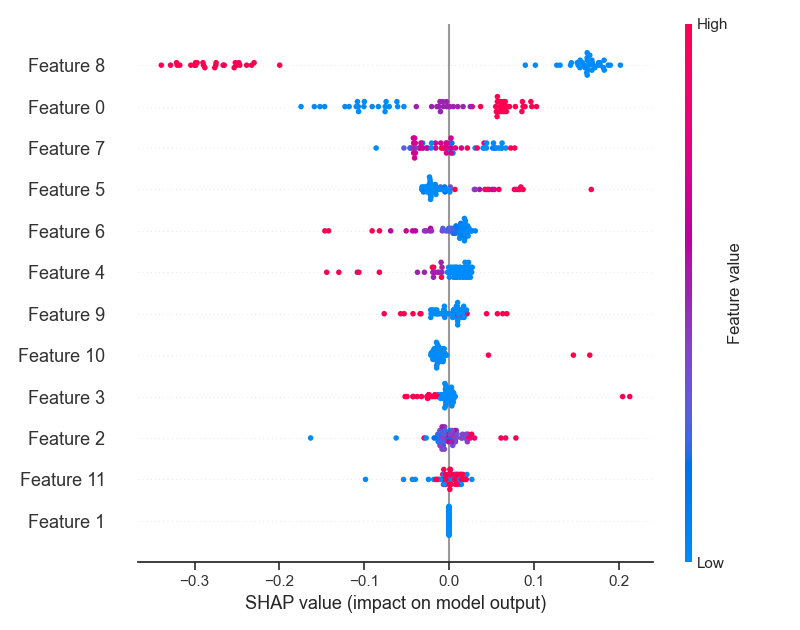 High
Feature 8
Feature 0
Feature 7
Feature 5
Feature 6
Feature 4
Feature 9
Feature 10
Feature 3
Feature 2
Feature 11
Feature 1
Feature value
Low
−0.3 −0.2 −0.1 0.0 0.1 0.2
SHAP value (impact on model output)